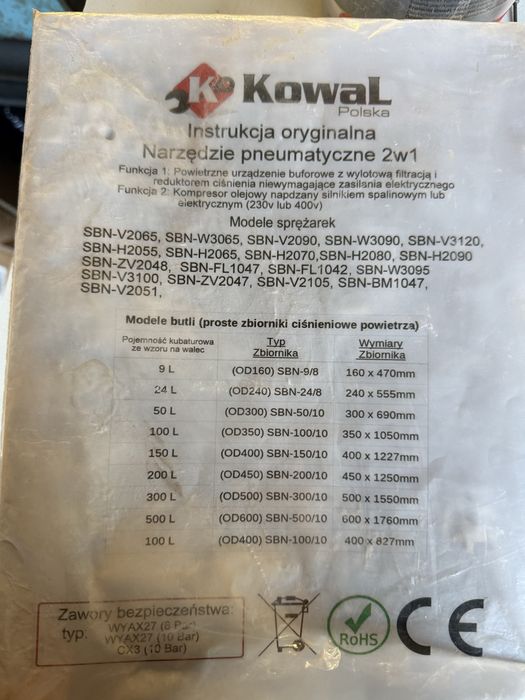 Kowal
Polska
Instrukcja oryginalna
Narzędzie pneumatyczne 2w1
Funkcja 1: Powietrzne urządzenie buforowe z wylotową filtracją i
reduktorem ciśnienia niewymagające zasilania elektrycznego
Funkcja 2: Kompresor olejowy napdzany silnikiem spalinowym lub
elektrycznym (230v lub 400v)
Modele sprężarek
SBN-V2065, SBN-W3065, SBN-V2090, SBN-W3090, SBN-V3120,
SBN-H2055, SBN-H2065, SBN-H2070,SBN-H2080, SBN-H2090
SBN-ZV2048, SBN-FL1047, SBN-FL1042, SBN-W3095
SBN-V3100, SBN-ZV2047, SBN-V2105, SBN-BM1047,
SBN-V2051,
Modele butli (proste zbiorniki ciśnieniowe powietrza)
Pojemność kubaturowa ze wzoru na walec Typ Zbiornika Wymiary Zbiornika
9 L (OD160) SBN-9/8 160 x 470mm
24 L (OD240) SBN-24/8 240 x 555mm
50 L (OD300) SBN-50/10 300 x 690mm
100 L (OD350) SBN-100/10 350 x 1050mm
150 L (OD400) SBN-150/10 400 x 1227mm
200 L (OD450) SBN-200/10 450 x 1250mm
300 L (OD500) SBN-300/10 500 x 1550mm
500 L (OD600) SBN-500/10 600 x 1760mm
100 L (OD400) SBN-100/10 400 x 827mm
Zawory bezpieczeństwa:
typ: WYAX27 (8 Bar)
WYAX27 (10 Bar)
CX3 (10 Bar)
RoHS
CE